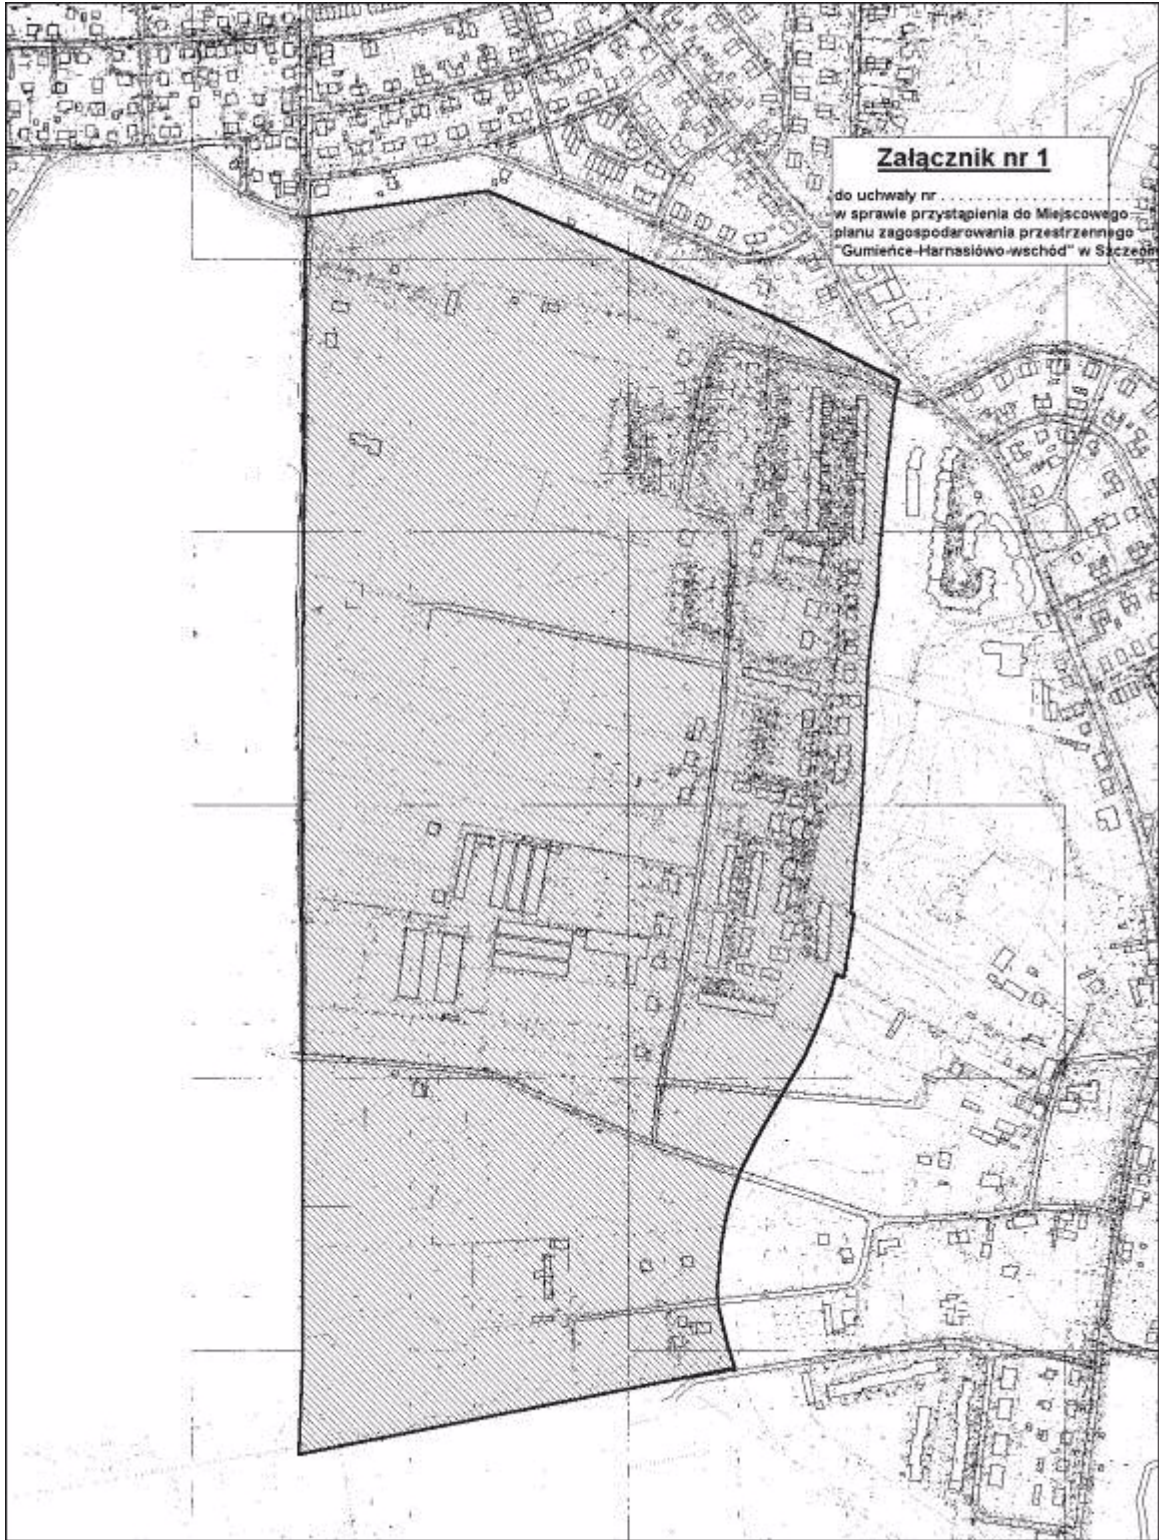 Załącznik nr 1
do uchwały nr . . . . . . . . . . . . . . . . . . . . . . . .
w sprawie przystąpienia do Miejscowego
planu zagospodarowania przestrzennego
"Gumieńce-Harnasiówo-wschód" w